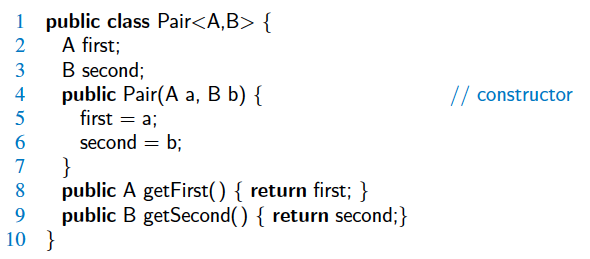 1 public class Pair<A,B> {
2 A first;
3 B second;
4 public Pair(A a, B b) { // constructor
5 first = a;
6 second = b;
7 }
8 public A getFirst() { return first; }
9 public B getSecond() { return second;}
10 }